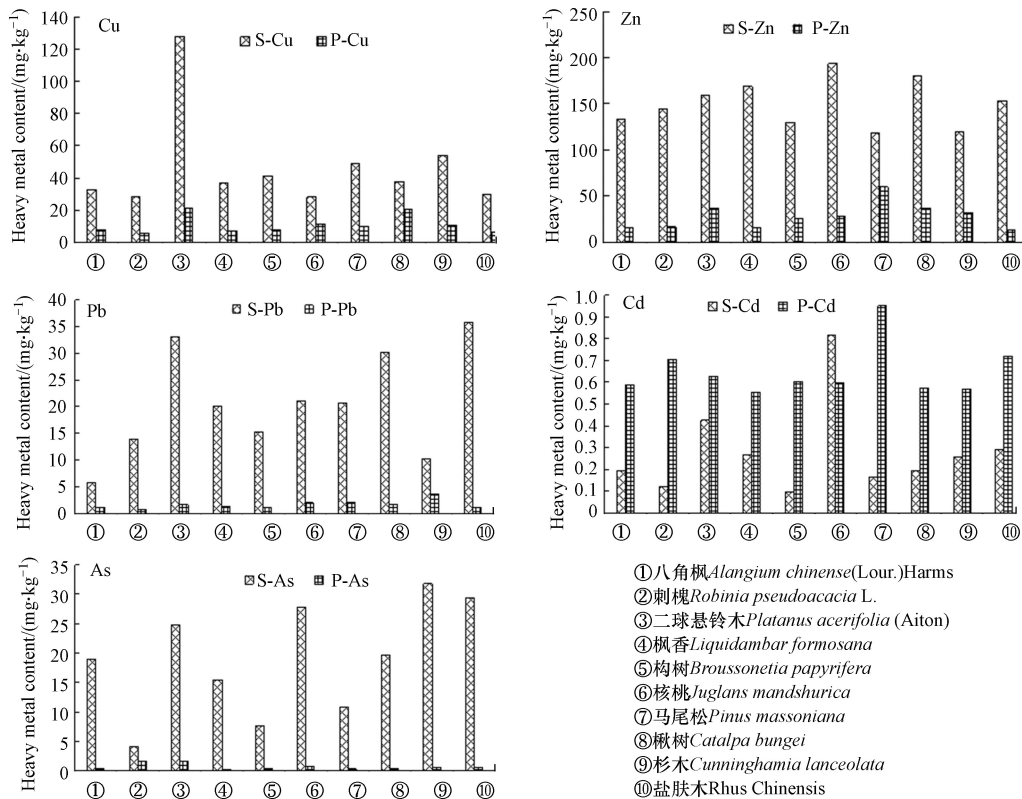 Heavy metal content/(mg·kg⁻¹)
Cu
S-Cu P-Cu
140
120
100
80
60
40
20
0
① ② ③ ④ ⑤ ⑥ ⑦ ⑧ ⑨ ⑩
Heavy metal content/(mg·kg⁻¹)
Zn
S-Zn P-Zn
250
200
150
100
50
0
① ② ③ ④ ⑤ ⑥ ⑦ ⑧ ⑨ ⑩
Heavy metal content/(mg·kg⁻¹)
Pb
S-Pb P-Pb
40
35
30
25
20
15
10
5
0
① ② ③ ④ ⑤ ⑥ ⑦ ⑧ ⑨ ⑩
Heavy metal content/(mg·kg⁻¹)
Cd
S-Cd P-Cd
1.0
0.9
0.8
0.7
0.6
0.5
0.4
0.3
0.2
0.1
0
① ② ③ ④ ⑤ ⑥ ⑦ ⑧ ⑨ ⑩
Heavy metal content/(mg·kg⁻¹)
As
S-As P-As
35
30
25
20
15
10
5
0
① ② ③ ④ ⑤ ⑥ ⑦ ⑧ ⑨ ⑩
①八角枫Alangium chinense(Lour.)Harms
②刺槐Robinia pseudoacacia L.
③二球悬铃木Platanus acerifolia (Aiton)
④枫香Liquidambar formosana
⑤构树Broussonetia papyrifera
⑥核桃Juglans mandshurica
⑦马尾松Pinus massoniana
⑧楸树Catalpa bungei
⑨杉木Cunninghamia lanceolata
⑩盐肤木Rhus Chinensis